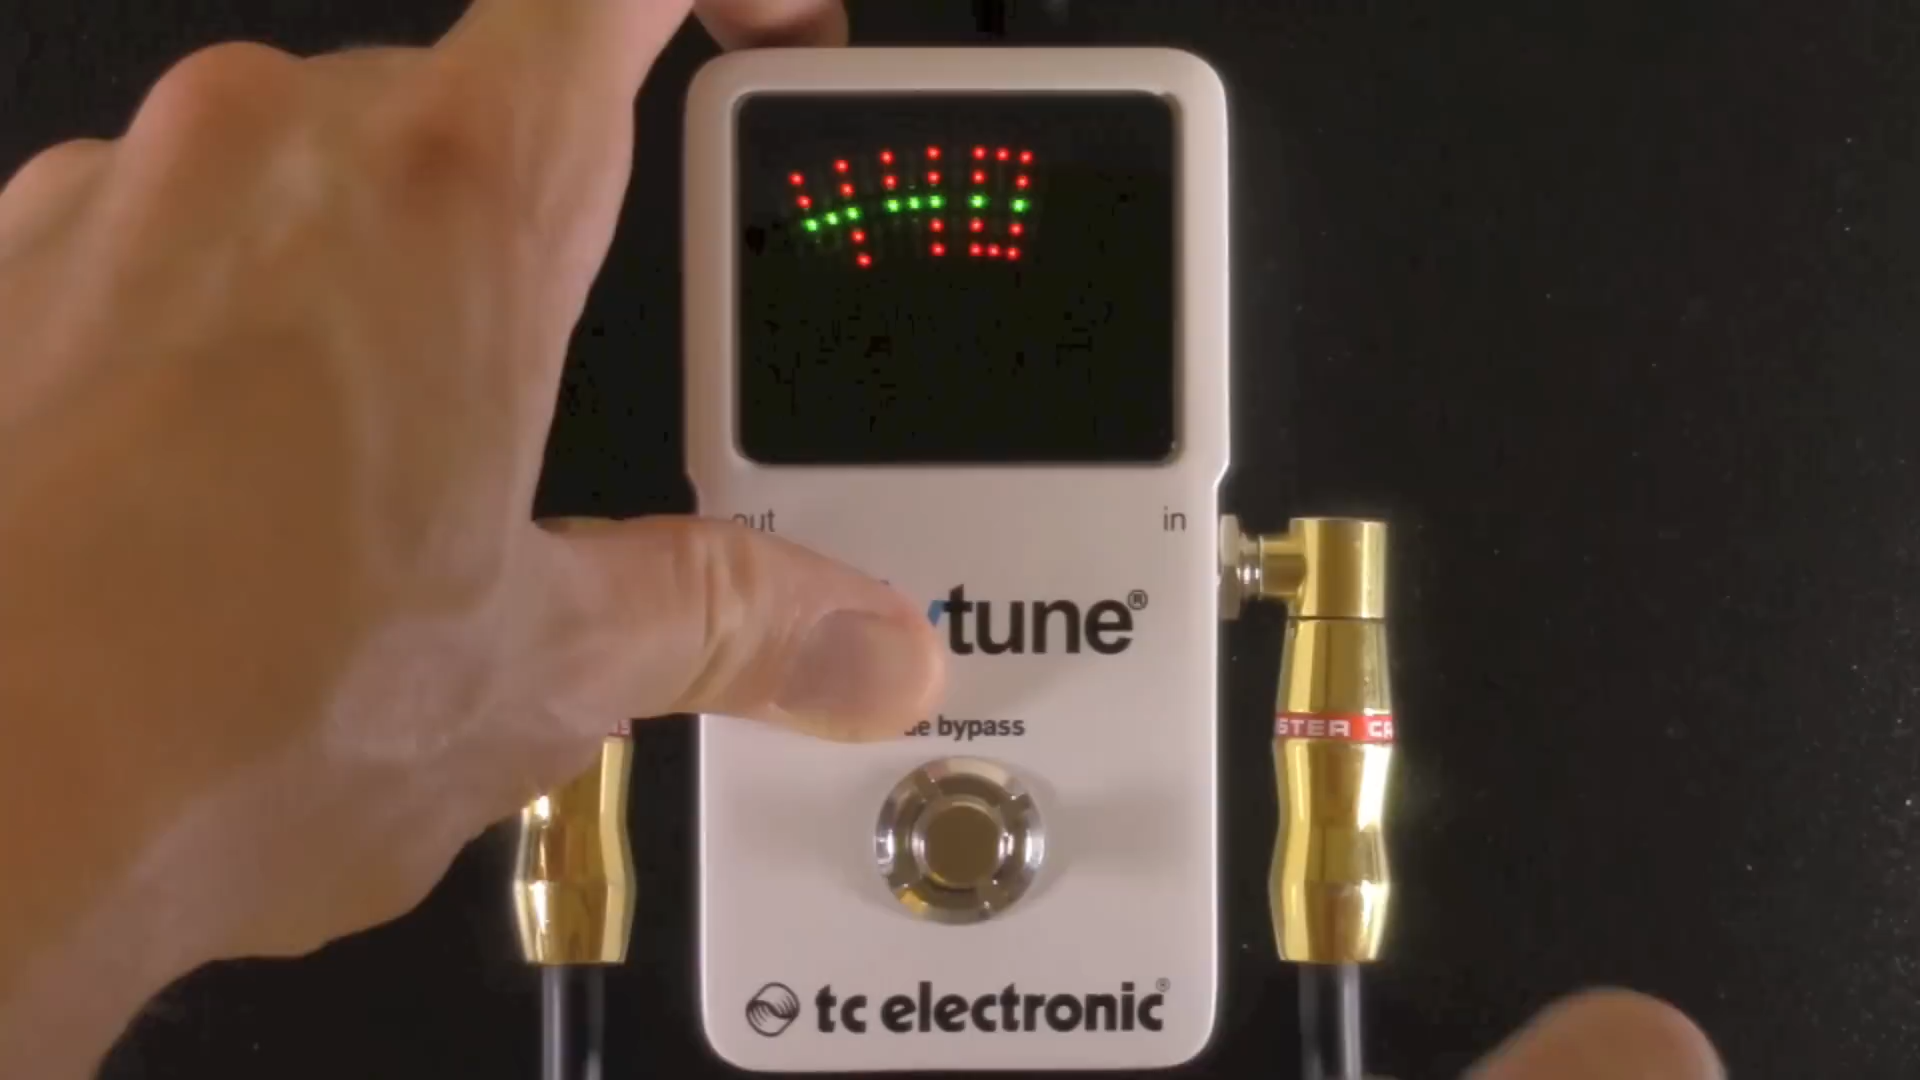 440
out in
tune®
bypass
tc electronic®